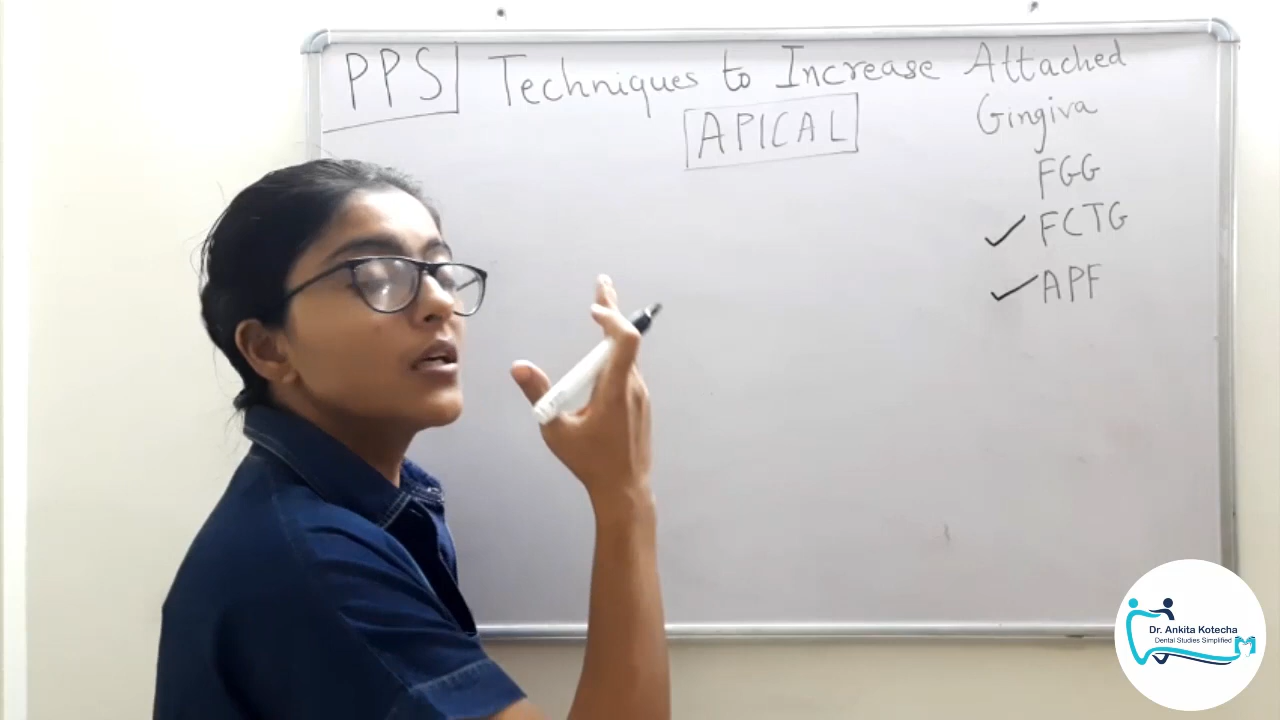 PPS Techniques to Increase Attached
Gingiva
APICAL
FGG
✓ FCTG
✓ APF
Dr. Ankita Kotecha
Dental Studies Simplified